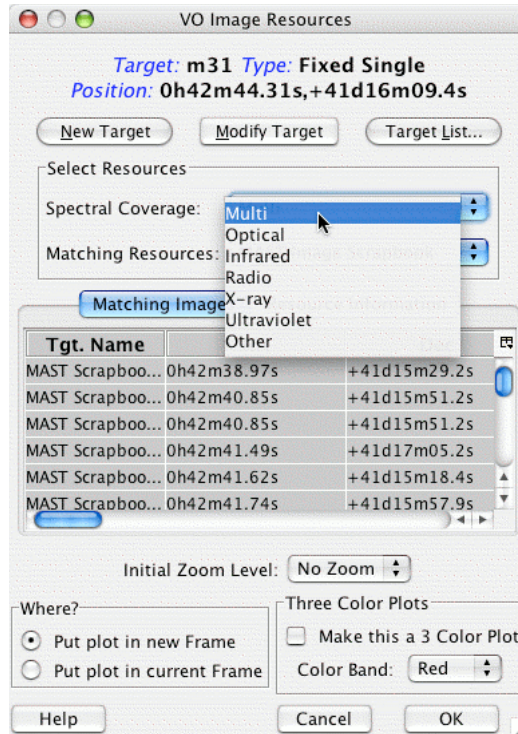 VO Image Resources
Target: m31 Type: Fixed Single
Position: 0h42m44.31s,+41d16m09.4s
New Target
Modify Target
Target List...
Select Resources
Spectral Coverage:
Multi
Optical
Infrared
Radio
X-ray
Ultraviolet
Other
Matching Resources:
Matching Image
Tgt. Name
MAST Scrapboo... 0h42m38.97s +41d15m29.2s
MAST Scrapboo... 0h42m40.85s +41d15m51.2s
MAST Scrapboo... 0h42m40.85s +41d15m51.2s
MAST Scrapboo... 0h42m41.49s +41d17m05.2s
MAST Scrapboo... 0h42m41.62s +41d15m18.4s
MAST Scrapboo... 0h42m41.74s +41d15m57.9s
Initial Zoom Level: No Zoom
Where?
Put plot in new Frame
Put plot in current Frame
Three Color Plots
Make this a 3 Color Plot
Color Band: Red
Help
Cancel
OK